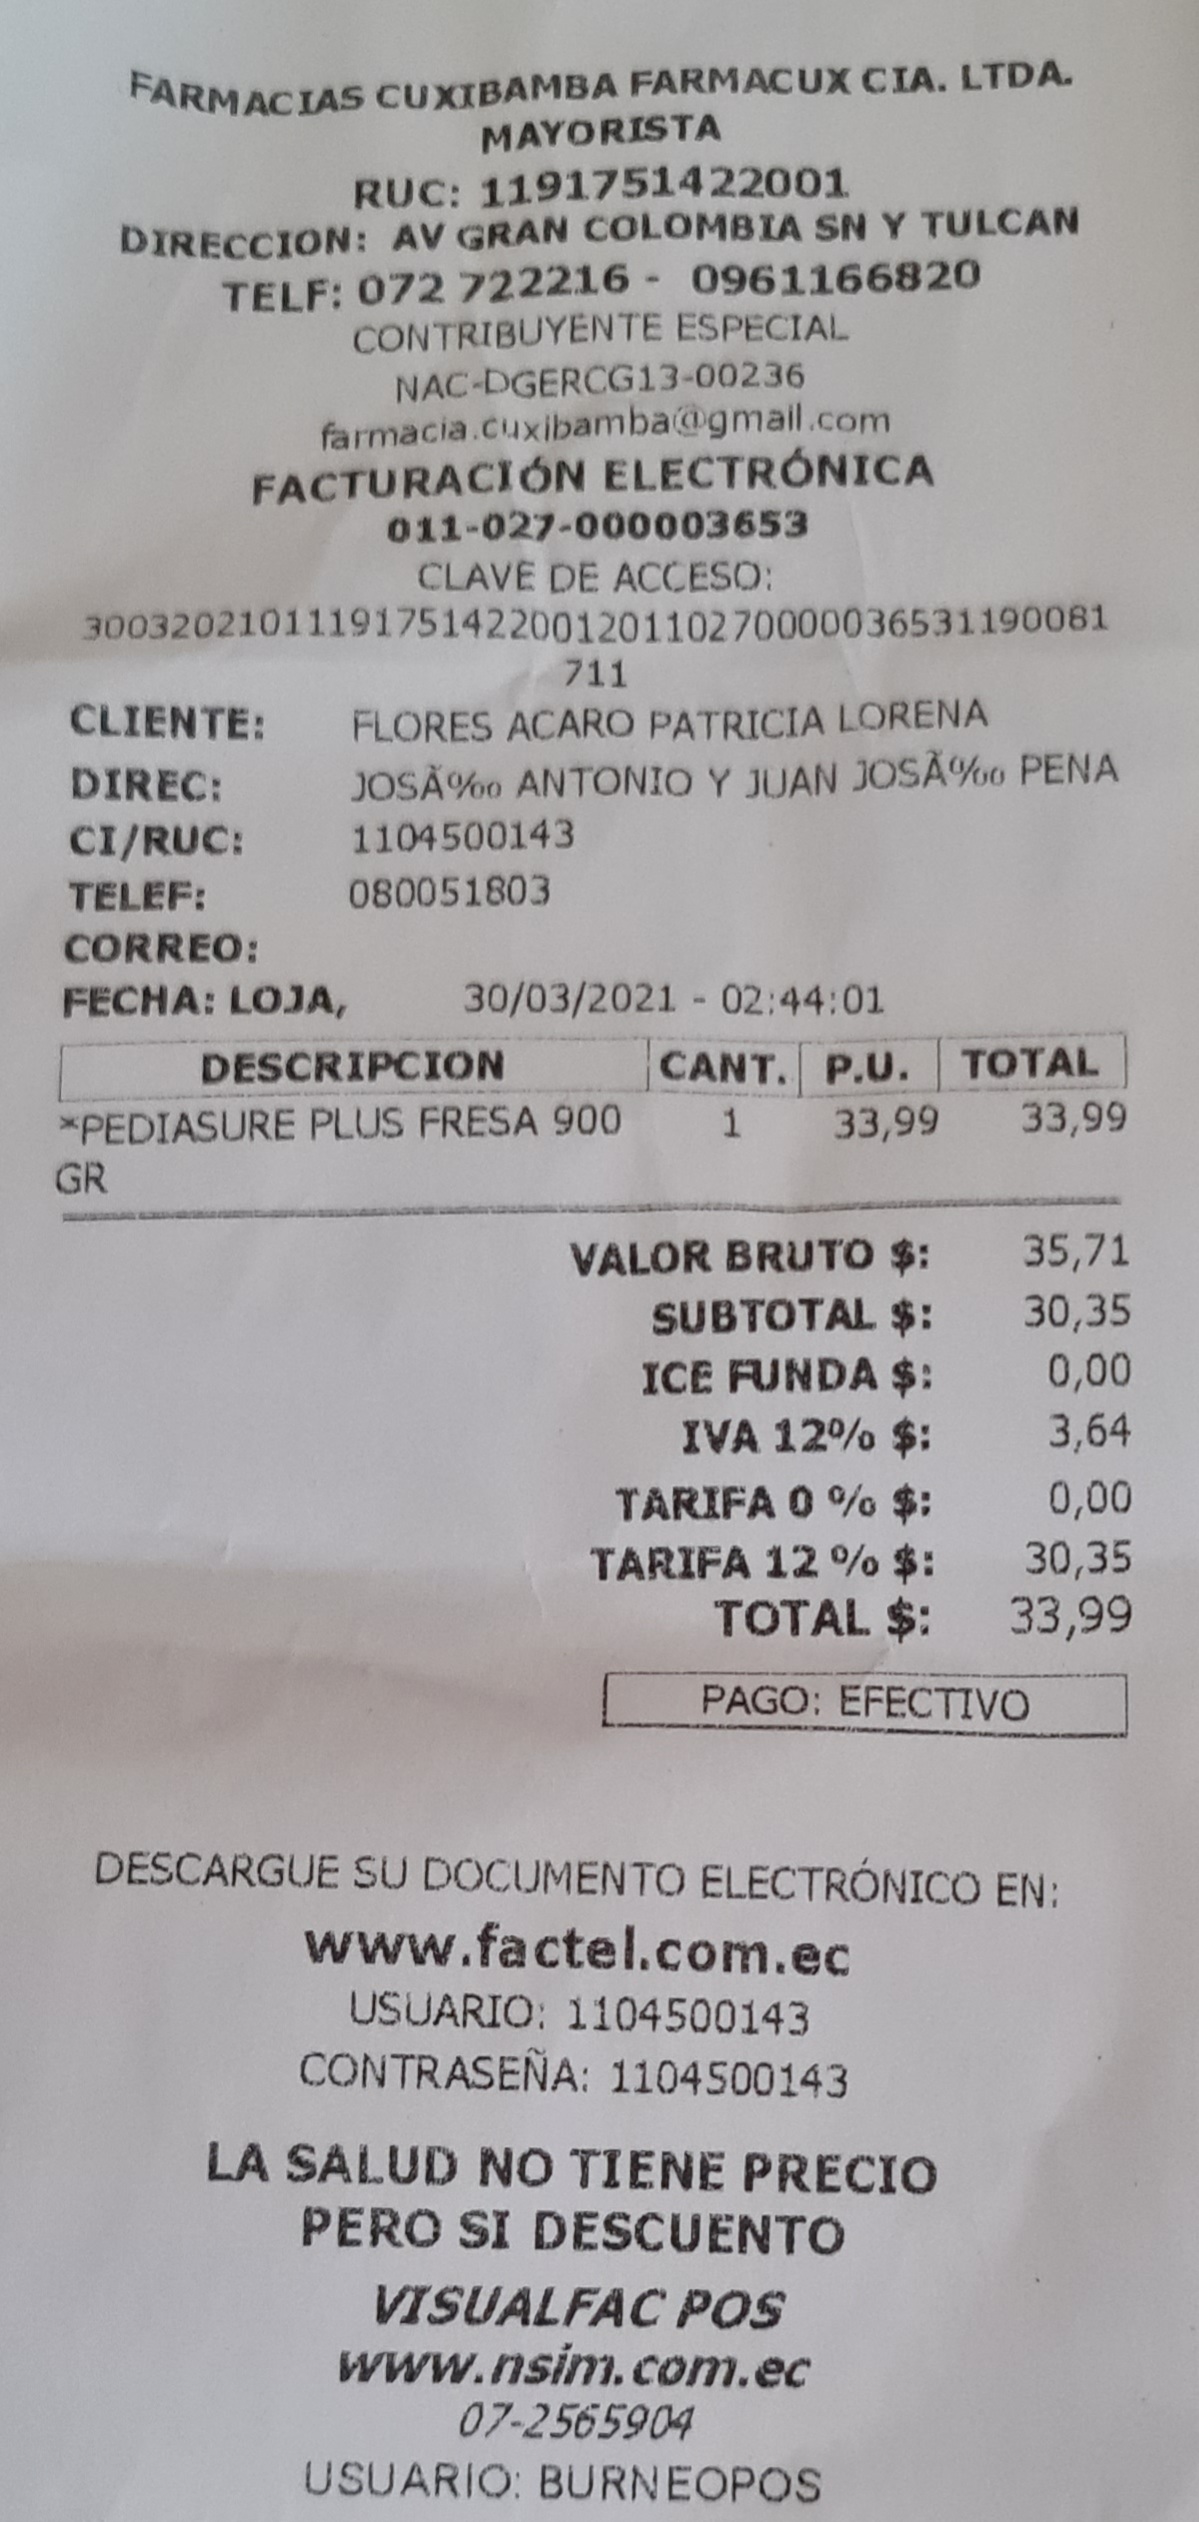 FARMACIAS CUXIBAMBA FARMACUX CIA. LTDA.
MAYORISTA
RUC: 1191751422001
DIRECCION: AV GRAN COLOMBIA SN Y TULCAN
TELF: 072 722216 - 0961166820
CONTRIBUYENTE ESPECIAL
NAC-DGERCG13-00236
farmacia.cuxibamba@gmail.com
FACTURACIÓN ELECTRÓNICA
011-027-000003653
CLAVE DE ACCESO:
3003202101119175142200120110270000036531190081
711
CLIENTE: FLORES ACARO PATRICIA LORENA
DIREC: JOSÃ‰ ANTONIO Y JUAN JOSÃ‰ PENA
CI/RUC: 1104500143
TELEF: 080051803
CORREO:
FECHA: LOJA, 30/03/2021 - 02:44:01
DESCRIPCION CANT. P.U. TOTAL
*PEDIASURE PLUS FRESA 900 1 33,99 33,99
GR
VALOR BRUTO $: 35,71
SUBTOTAL $: 30,35
ICE FUNDA $: 0,00
IVA 12% $: 3,64
TARIFA 0 % $: 0,00
TARIFA 12 % $: 30,35
TOTAL $: 33,99
PAGO: EFECTIVO
DESCARGUE SU DOCUMENTO ELECTRÓNICO EN:
www.factel.com.ec
USUARIO: 1104500143
CONTRASEÑA: 1104500143
LA SALUD NO TIENE PRECIO
PERO SI DESCUENTO
VISUALFAC POS
www.nsim.com.ec
07-2565904
USUARIO: BURNEOPOS